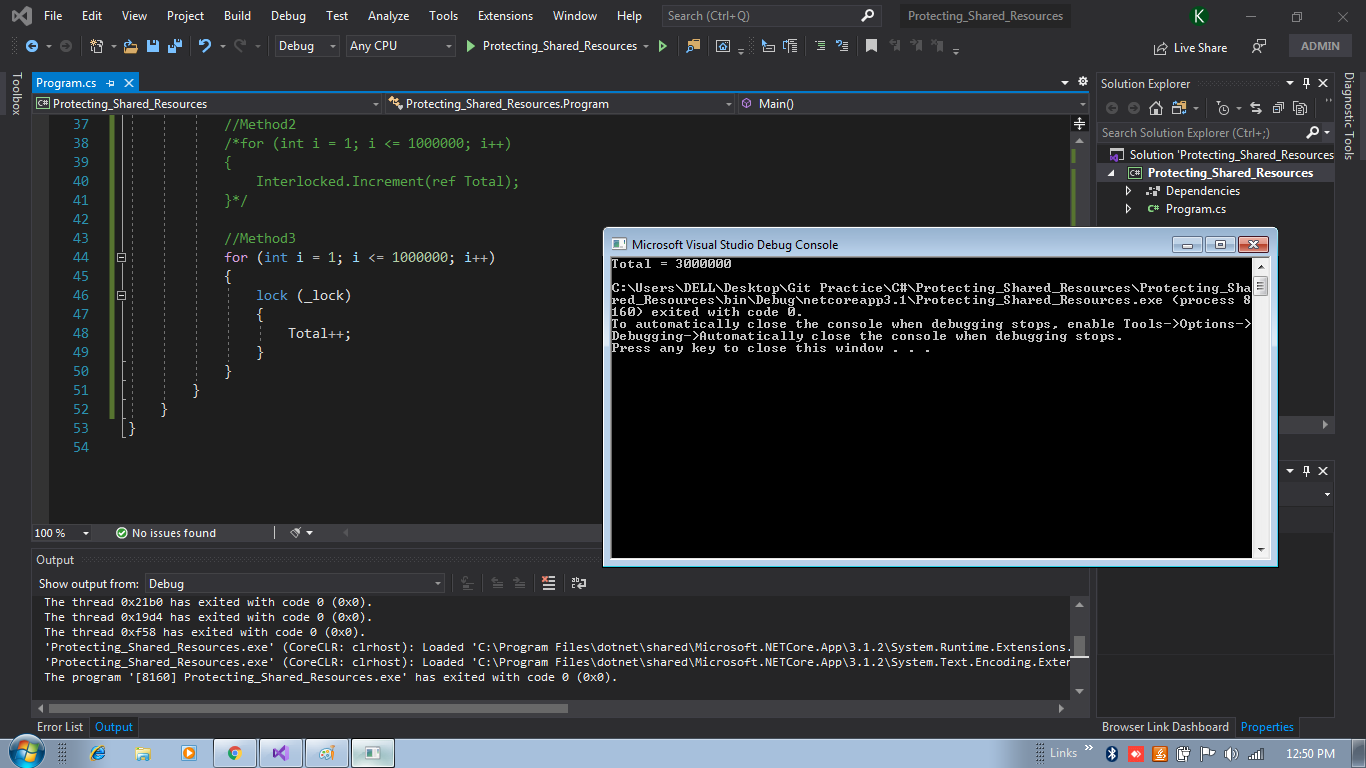 File Edit View Project Build Debug Test Analyze Tools Extensions Window Help Search (Ctrl+Q) Protecting_Shared_Resources K
Debug Any CPU Protecting_Shared_Resources Live Share ADMIN
Toolbox
Program.cs
Protecting_Shared_Resources Protecting_Shared_Resources.Program Main()
37 //Method2
38 /*for (int i = 1; i <= 1000000; i++)
39 {
40 Interlocked.Increment(ref Total);
41 }*/
42
43 //Method3
44 for (int i = 1; i <= 1000000; i++)
45 {
46 lock (_lock)
47 {
48 Total++;
49 }
50 }
51 }
52 }
53 }
54
100 % No issues found
Solution Explorer
Search Solution Explorer (Ctrl+;)
Solution 'Protecting_Shared_Resources
Protecting_Shared_Resources
Dependencies
Program.cs
Diagnostic Tools
Microsoft Visual Studio Debug Console
Total = 3000000
C:\Users\DELL\Desktop\Git Practice\C#\Protecting_Shared_Resources\Protecting_Sha
red_Resources\bin\Debug\netcoreapp3.1\Protecting_Shared_Resources.exe (process 8
160) exited with code 0.
To automatically close the console when debugging stops, enable Tools->Options->
Debugging->Automatically close the console when debugging stops.
Press any key to close this window . . .
Output
Show output from: Debug
The thread 0x21b0 has exited with code 0 (0x0).
The thread 0x19d4 has exited with code 0 (0x0).
The thread 0xf58 has exited with code 0 (0x0).
'Protecting_Shared_Resources.exe' (CoreCLR: clrhost): Loaded 'C:\Program Files\dotnet\shared\Microsoft.NETCore.App\3.1.2\System.Runtime.Extensions.
'Protecting_Shared_Resources.exe' (CoreCLR: clrhost): Loaded 'C:\Program Files\dotnet\shared\Microsoft.NETCore.App\3.1.2\System.Text.Encoding.Exter
The program '[8160] Protecting_Shared_Resources.exe' has exited with code 0 (0x0).
Error List Output
Browser Link Dashboard Properties
Links 12:50 PM